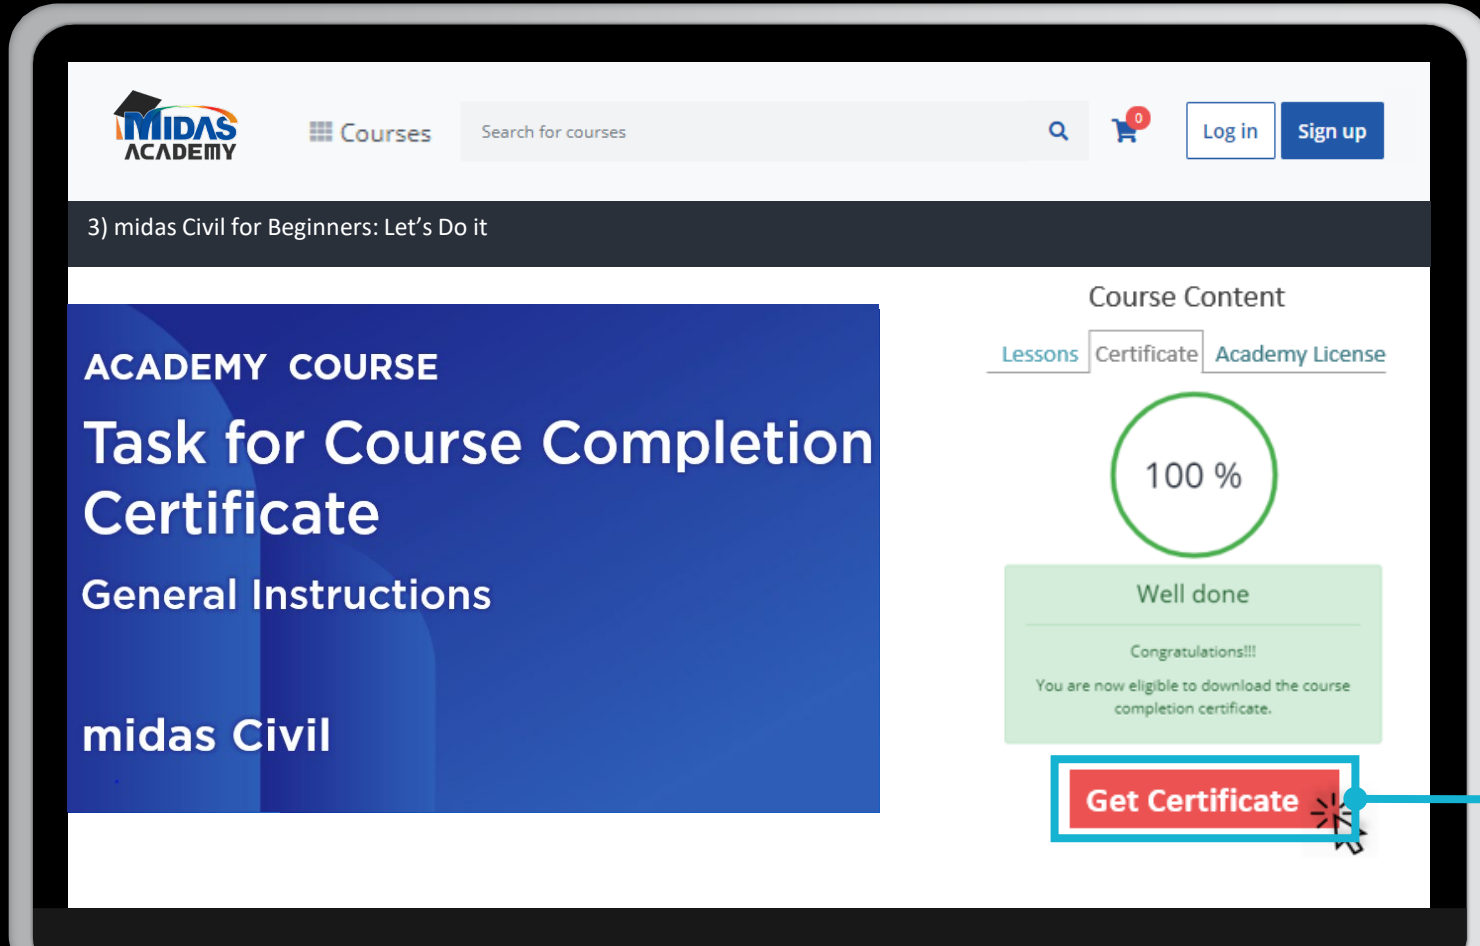 MIDAS
ACADEMY
Courses
Search for courses
0
Log in
Sign up
3) midas Civil for Beginners: Let's Do it
ACADEMY COURSE
Task for Course Completion
Certificate
General Instructions
midas Civil
Course Content
Lessons
Certificate
Academy License
100 %
Well done
Congratulations!!!
You are now eligible to download the course
completion certificate.
Get Certificate